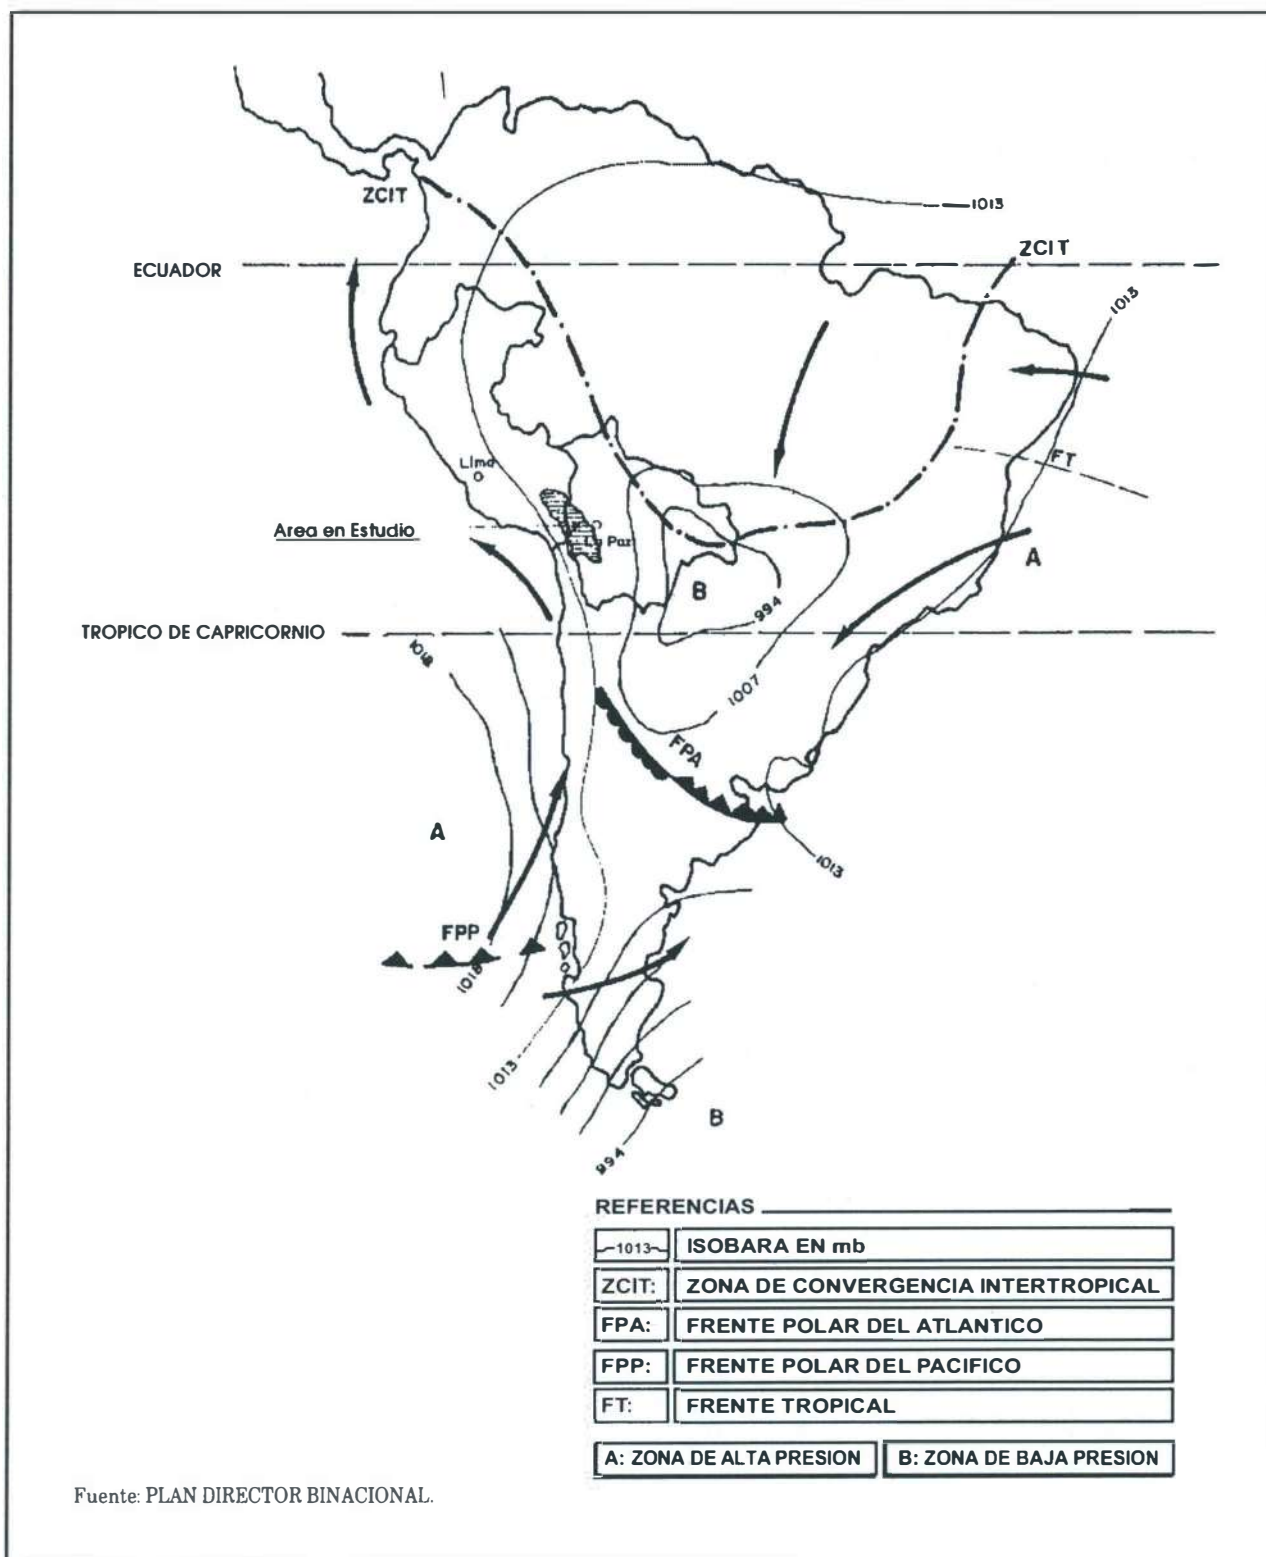 ZCIT
1013
ECUADOR
ZCIT
1013
Lima
FT
Area en Estudio
La Paz
A
B
994
TROPICO DE CAPRICORNIO
1018
1007
FPA
A
1013
FPP
1018
1013
B
994
REFERENCIAS
1013 ISOBARA EN mb
ZCIT: ZONA DE CONVERGENCIA INTERTROPICAL
FPA: FRENTE POLAR DEL ATLANTICO
FPP: FRENTE POLAR DEL PACIFICO
FT: FRENTE TROPICAL
A: ZONA DE ALTA PRESION B: ZONA DE BAJA PRESION
Fuente: PLAN DIRECTOR BINACIONAL.